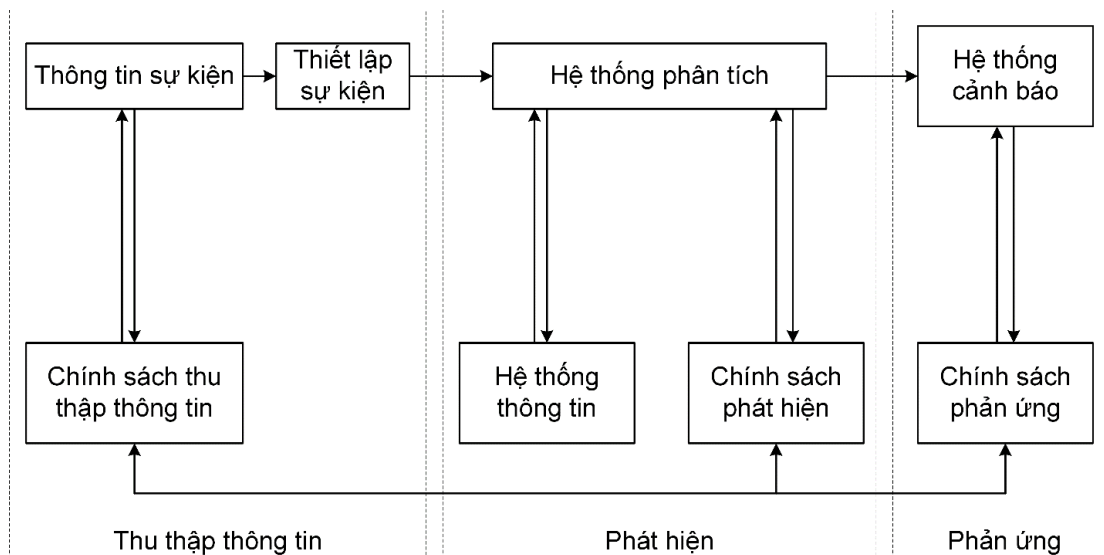 Thông tin sự kiện
Thiết lập
sự kiện
Hệ thống phân tích
Hệ thống
cảnh báo
Chính sách thu
thập thông tin
Hệ thống
thông tin
Chính sách
phát hiện
Chính sách
phản ứng
Thu thập thông tin
Phát hiện
Phản ứng